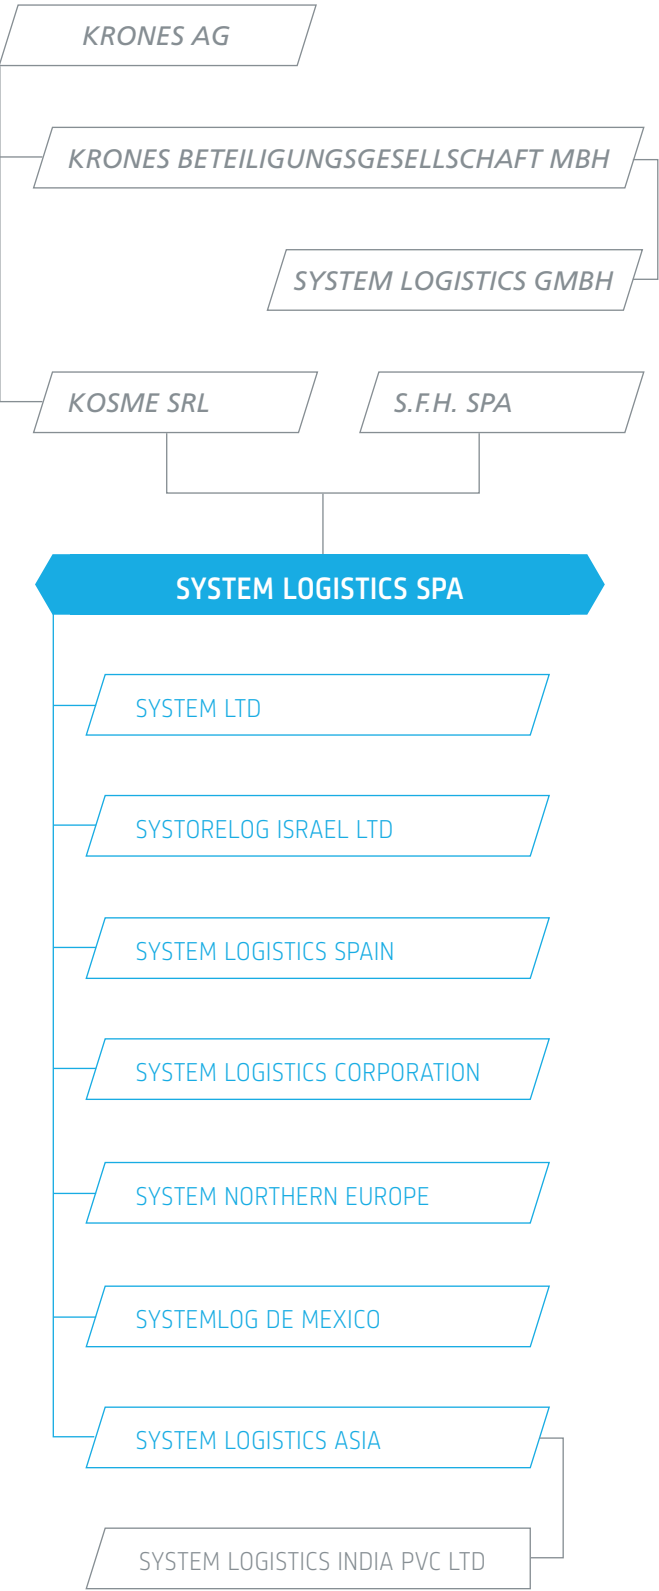 KRONES AG
KRONES BETEILIGUNGSGESELLSCHAFT MBH
SYSTEM LOGISTICS GMBH
KOSME SRL
S.F.H. SPA
SYSTEM LOGISTICS SPA
SYSTEM LTD
SYSTORELOG ISRAEL LTD
SYSTEM LOGISTICS SPAIN
SYSTEM LOGISTICS CORPORATION
SYSTEM NORTHERN EUROPE
SYSTEMLOG DE MEXICO
SYSTEM LOGISTICS ASIA
SYSTEM LOGISTICS INDIA PVC LTD